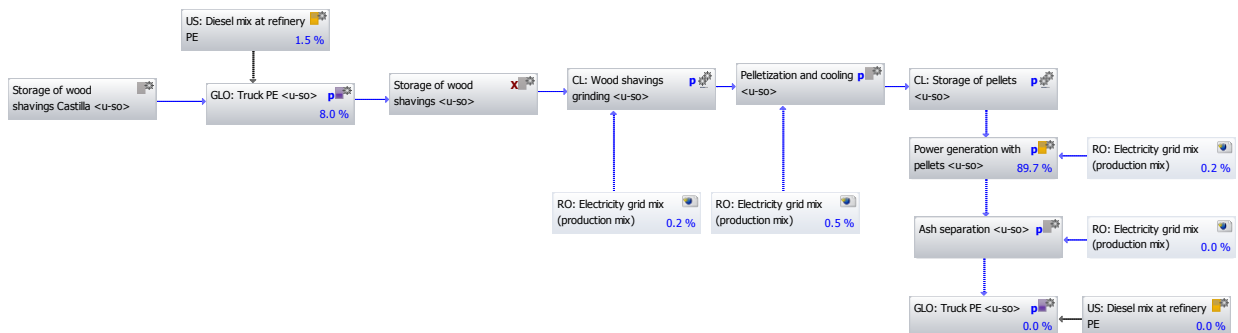 US: Diesel mix at refinery
PE
1.5 %
Storage of wood
shavings Castilla <u-so>
GLO: Truck PE <u-so>
p
8.0 %
Storage of wood
shavings <u-so>
X
CL: Wood shavings
grinding <u-so>
p
Pelletization and cooling
<u-so>
p
CL: Storage of pellets
<u-so>
p
Power generation with
pellets <u-so>
p
89.7 %
RO: Electricity grid mix
(production mix)
0.2 %
RO: Electricity grid mix
(production mix)
0.2 %
RO: Electricity grid mix
(production mix)
0.5 %
Ash separation <u-so>
p
RO: Electricity grid mix
(production mix)
0.0 %
GLO: Truck PE <u-so>
p
0.0 %
US: Diesel mix at refinery
PE
0.0 %